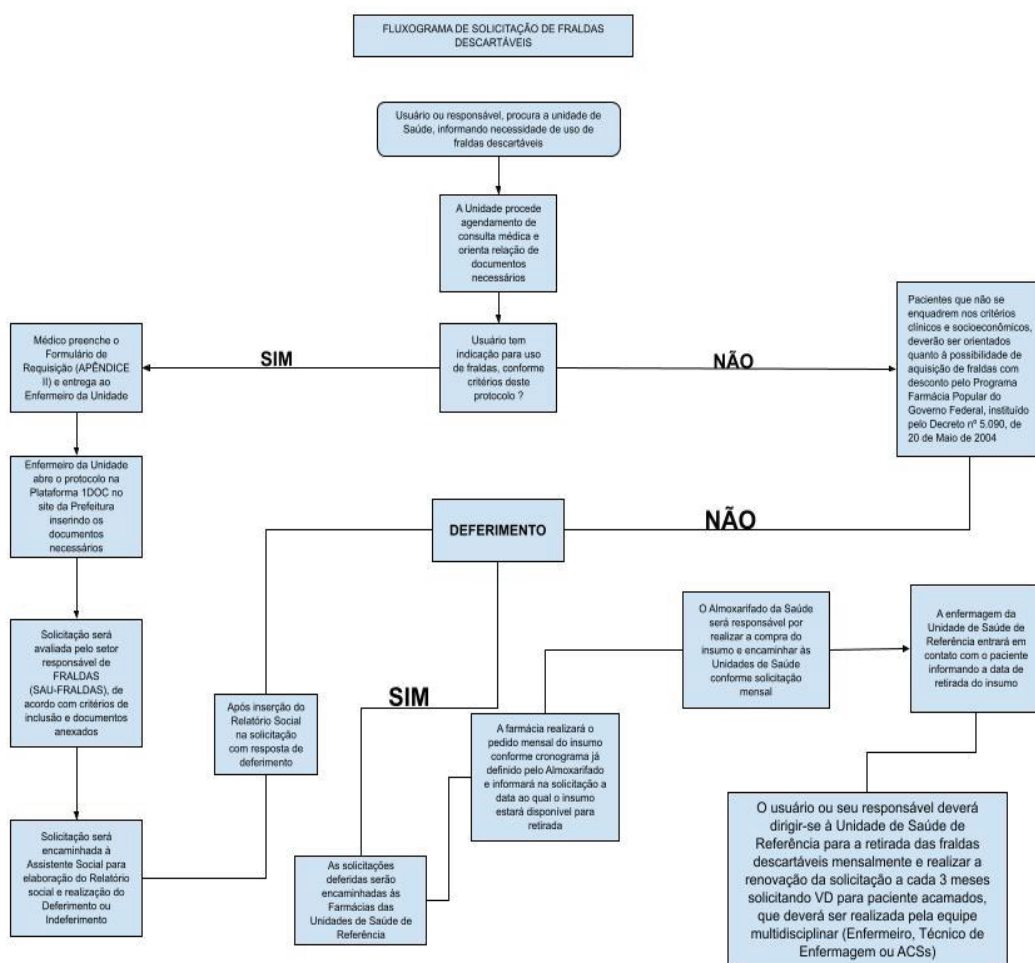 FLUXOGRAMA DE SOLICITAÇÃO DE FRALDAS
DESCARTÁVEIS
Usuário ou responsável, procura a unidade de
Saúde, informando necessidade de uso de
fraldas descartáveis
A Unidade procede
agendamento de
consulta médica e
orienta relação de
documentos
necessários
Usuário tem
indicação para uso
de fraldas, conforme
critérios deste
protocolo ?
SIM
NÃO
Médico preenche o
Formulário de
Requisição (APÊNDICE
II) e entrega ao
Enfermeiro da Unidade
Pacientes que não se
enquadrem nos critérios
clínicos e socioeconômicos,
deverão ser orientados
quanto à possibilidade de
aquisição de fraldas com
desconto pelo Programa
Farmácia Popular do
Governo Federal, instituído
pelo Decreto nº 5.090, de
20 de Maio de 2004
Enfermeiro da Unidade
abre o protocolo na
Plataforma 1DOC no
site da Prefeitura
inserindo os
documentos
necessários
Solicitação será
avaliada pelo setor
responsável de
FRALDAS
(SAU-FRALDAS), de
acordo com critérios de
inclusão e documentos
anexados
Solicitação será
encaminhada à
Assistente Social para
elaboração do Relatório
social e realização do
Deferimento ou
Indeferimento
Após inserção do
Relatório Social
na solicitação
com resposta de
deferimento
DEFERIMENTO
NÃO
SIM
As solicitações
deferidas serão
encaminhadas às
Farmácias das
Unidades de Saúde de
Referência
A farmácia realizará o
pedido mensal do insumo
conforme cronograma já
definido pelo Almoxarifado
e informará na solicitação a
data ao qual o insumo
estará disponível para
retirada
O Almoxarifado da Saúde
será responsável por
realizar a compra do
insumo e encaminhar às
Unidades de Saúde
conforme solicitação
mensal
A enfermagem da
Unidade de Saúde de
Referência entrará em
contato com o paciente
informando a data de
retirada do insumo
O usuário ou seu responsável deverá
dirigir-se à Unidade de Saúde de
Referência para a retirada das fraldas
descartáveis mensalmente e realizar a
renovação da solicitação a cada 3 meses
solicitando VD para paciente acamados,
que deverá ser realizada pela equipe
multidisciplinar (Enfermeiro, Técnico de
Enfermagem ou ACSs)